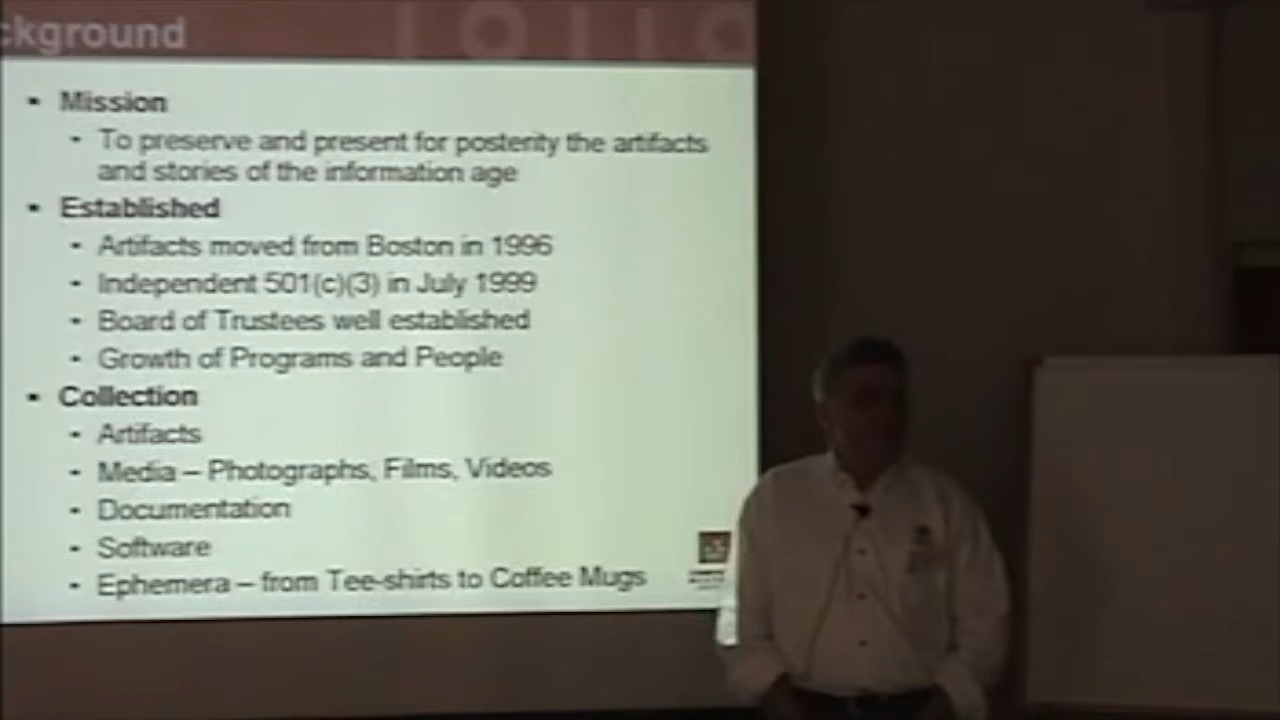 ckground
▪ Mission
- To preserve and present for posterity the artifacts
and stories of the information age
▪ Established
- Artifacts moved from Boston in 1996
- Independent 501(c)(3) in July 1999
- Board of Trustees well established
- Growth of Programs and People
▪ Collection
- Artifacts
- Media – Photographs, Films, Videos
- Documentation
- Software
- Ephemera – from Tee-shirts to Coffee Mugs